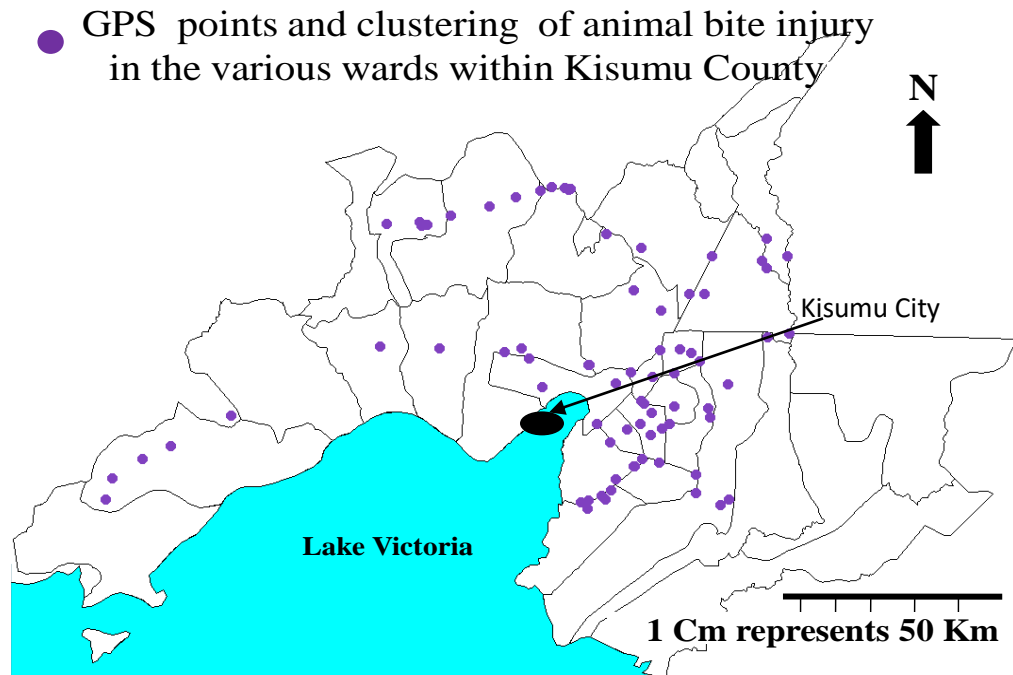 GPS points and clustering of animal bite injury
in the various wards within Kisumu County
N
Kisumu City
Lake Victoria
1 Cm represents 50 Km